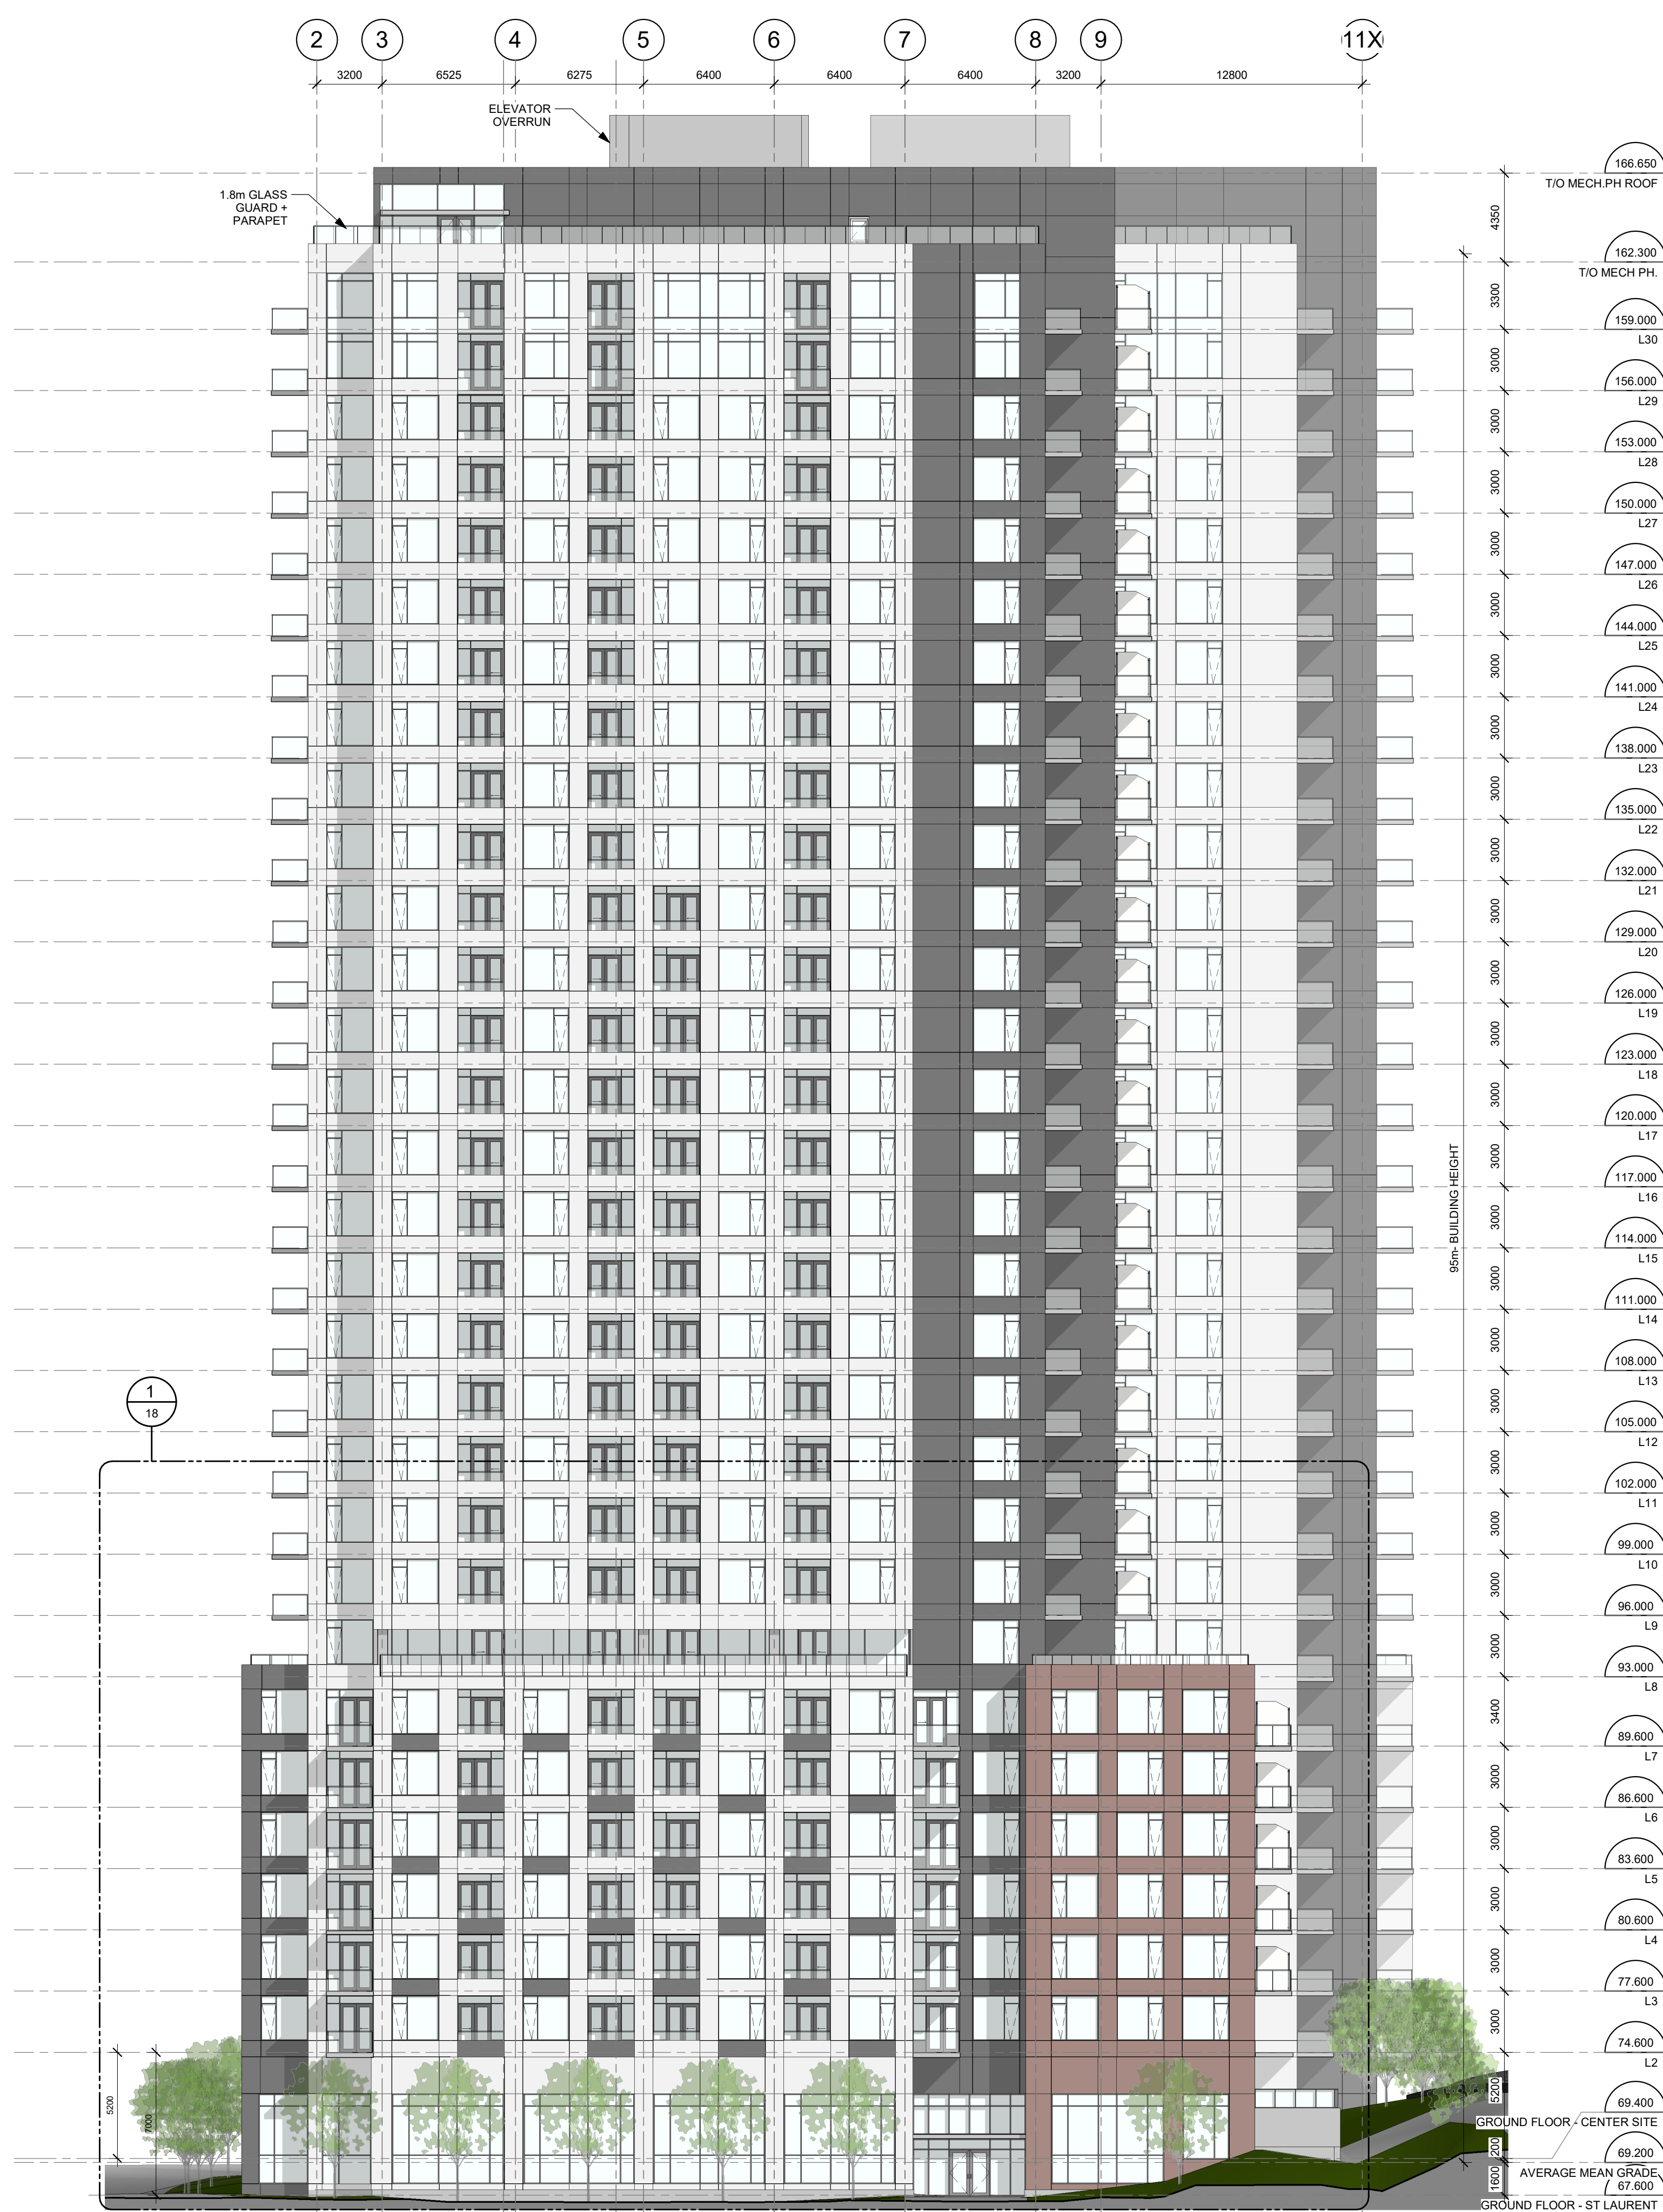 2 3 4 5 6 7 8 9 11X
3200 6525 6275 6400 6400 6400 3200 12800
ELEVATOR
OVERRUN
1.8m GLASS
GUARD +
PARAPET
166.650
T/O MECH.PH ROOF
4350
162.300
T/O MECH PH.
3300
159.000
L30
3000
156.000
L29
3000
153.000
L28
3000
150.000
L27
3000
147.000
L26
3000
144.000
L25
3000
141.000
L24
3000
138.000
L23
3000
135.000
L22
3000
132.000
L21
3000
129.000
L20
3000
126.000
L19
3000
123.000
L18
3000
120.000
L17
3000
117.000
L16
3000
114.000
L15
3000
111.000
L14
3000
108.000
L13
3000
105.000
L12
3000
102.000
L11
3000
99.000
L10
3000
96.000
L9
3000
93.000
L8
3400
89.600
L7
3000
86.600
L6
3000
83.600
L5
3000
80.600
L4
3000
77.600
L3
3000
74.600
L2
5200
69.400
GROUND FLOOR - CENTER SITE
200
69.200
AVERAGE MEAN GRADE
1600
67.600
GROUND FLOOR - ST LAURENT
95m- BUILDING HEIGHT
1
18
5200
7000